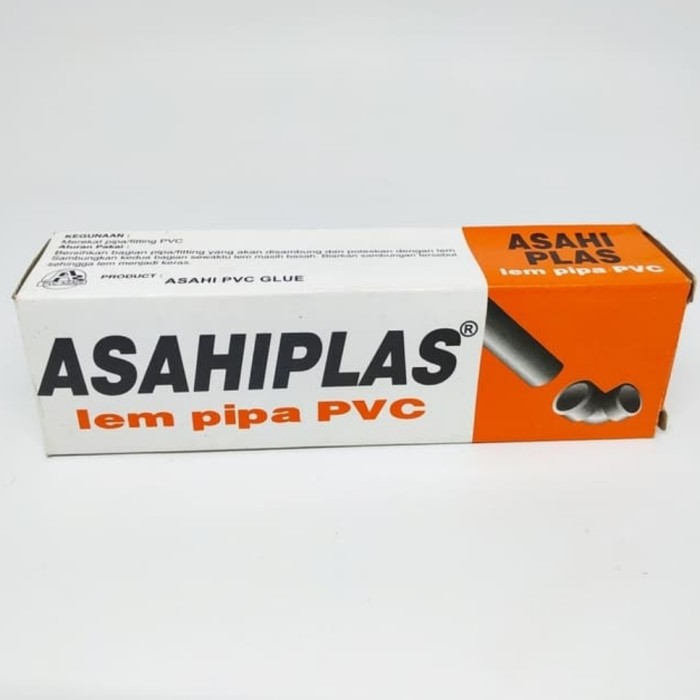 KEGUNAAN :
Merekat pipa/fitting PVC
Aturan Pakai :
Bersihkan bagian pipa/fitting yang akan disambung dan poleskan dengan lem
Sambungkan kedua bagian sewaktu lem masih basah. Biarkan sambungan tersebut
sehingga lem menjadi keras.
PRODUCT : ASAHI PVC GLUE
ASAHI
PLAS
lem pipa PVC
ASAHIPLAS®
lem pipa PVC